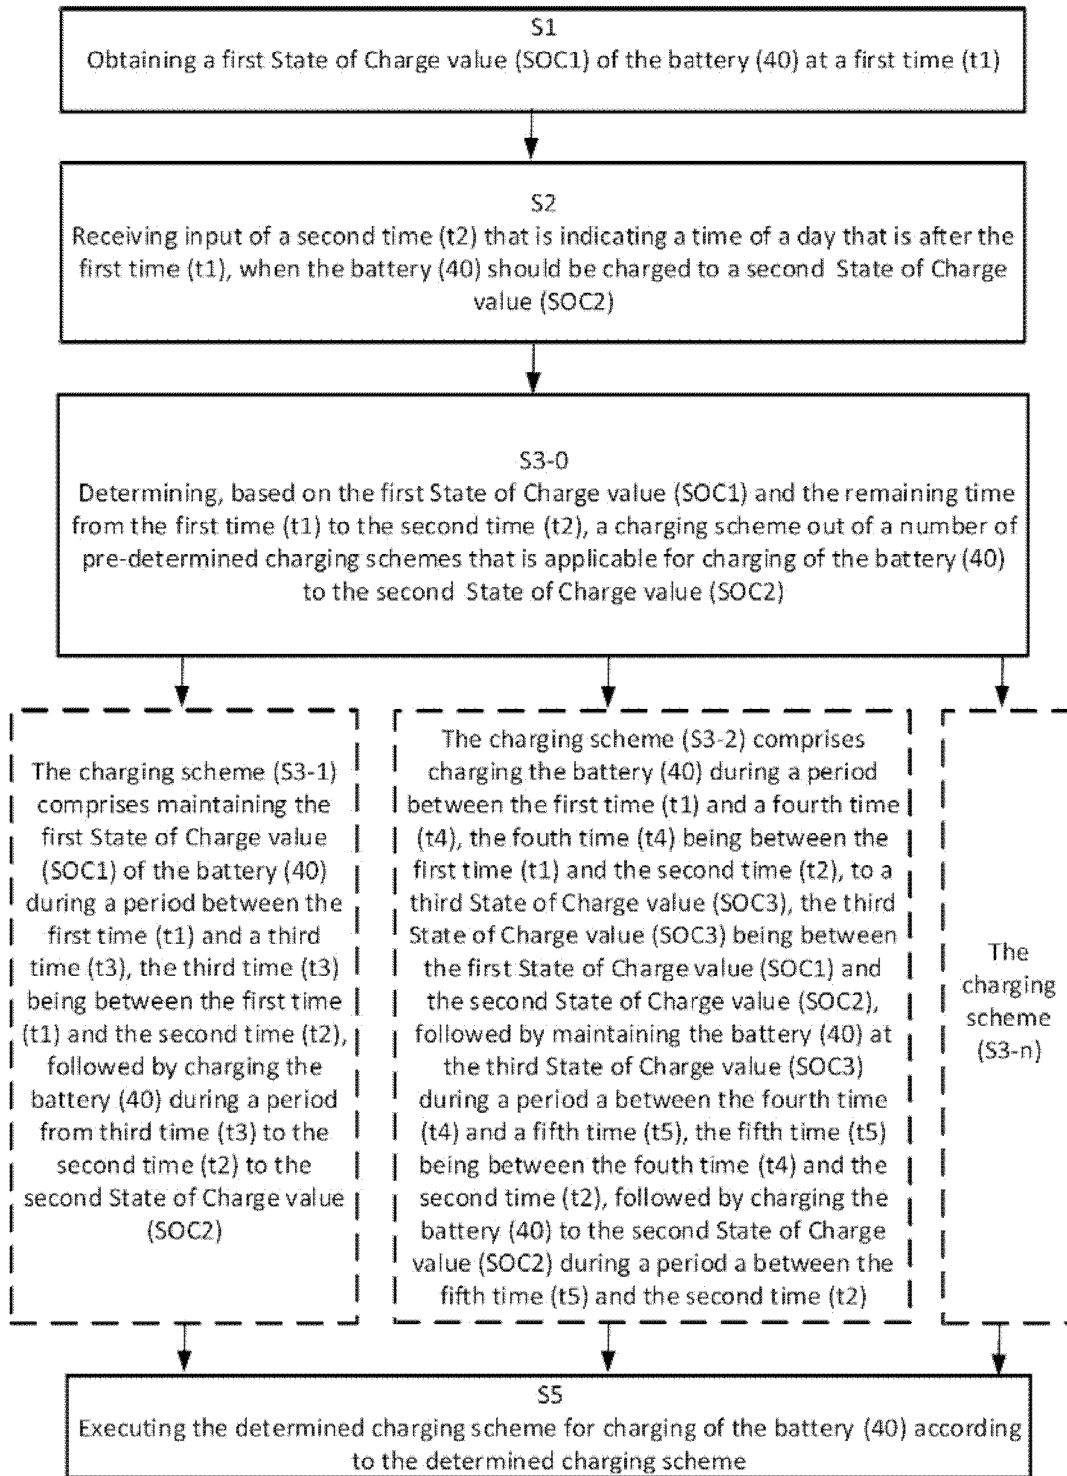 S1
Obtaining a first State of Charge value (SOC1) of the battery (40) at a first time (t1)
S2
Receiving input of a second time (t2) that is indicating a time of a day that is after the
first time (t1), when the battery (40) should be charged to a second State of Charge
value (SOC2)
S3-0
Determining, based on the first State of Charge value (SOC1) and the remaining time
from the first time (t1) to the second time (t2), a charging scheme out of a number of
pre-determined charging schemes that is applicable for charging of the battery (40)
to the second State of Charge value (SOC2)
The charging scheme (S3-1)
comprises maintaining the
first State of Charge value
(SOC1) of the battery (40)
during a period between the
first time (t1) and a third
time (t3), the third time (t3)
being between the first time
(t1) and the second time (t2),
followed by charging the
battery (40) during a period
from third time (t3) to the
second time (t2) to the
second State of Charge value
(SOC2)
The charging scheme (S3-2) comprises
charging the battery (40) during a period
between the first time (t1) and a fourth time
(t4), the fouth time (t4) being between the
first time (t1) and the second time (t2), to a
third State of Charge value (SOC3), the third
State of Charge value (SOC3) being between
the first State of Charge value (SOC1) and
the second State of Charge value (SOC2),
followed by maintaining the battery (40) at
the third State of Charge value (SOC3)
during a period a between the fourth time
(t4) and a fifth time (t5), the fifth time (t5)
being between the fouth time (t4) and the
second time (t2), followed by charging the
battery (40) to the second State of Charge
value (SOC2) during a period a between the
fifth time (t5) and the second time (t2)
The
charging
scheme
(S3-n)
S5
Executing the determined charging scheme for charging of the battery (40) according
to the determined charging scheme